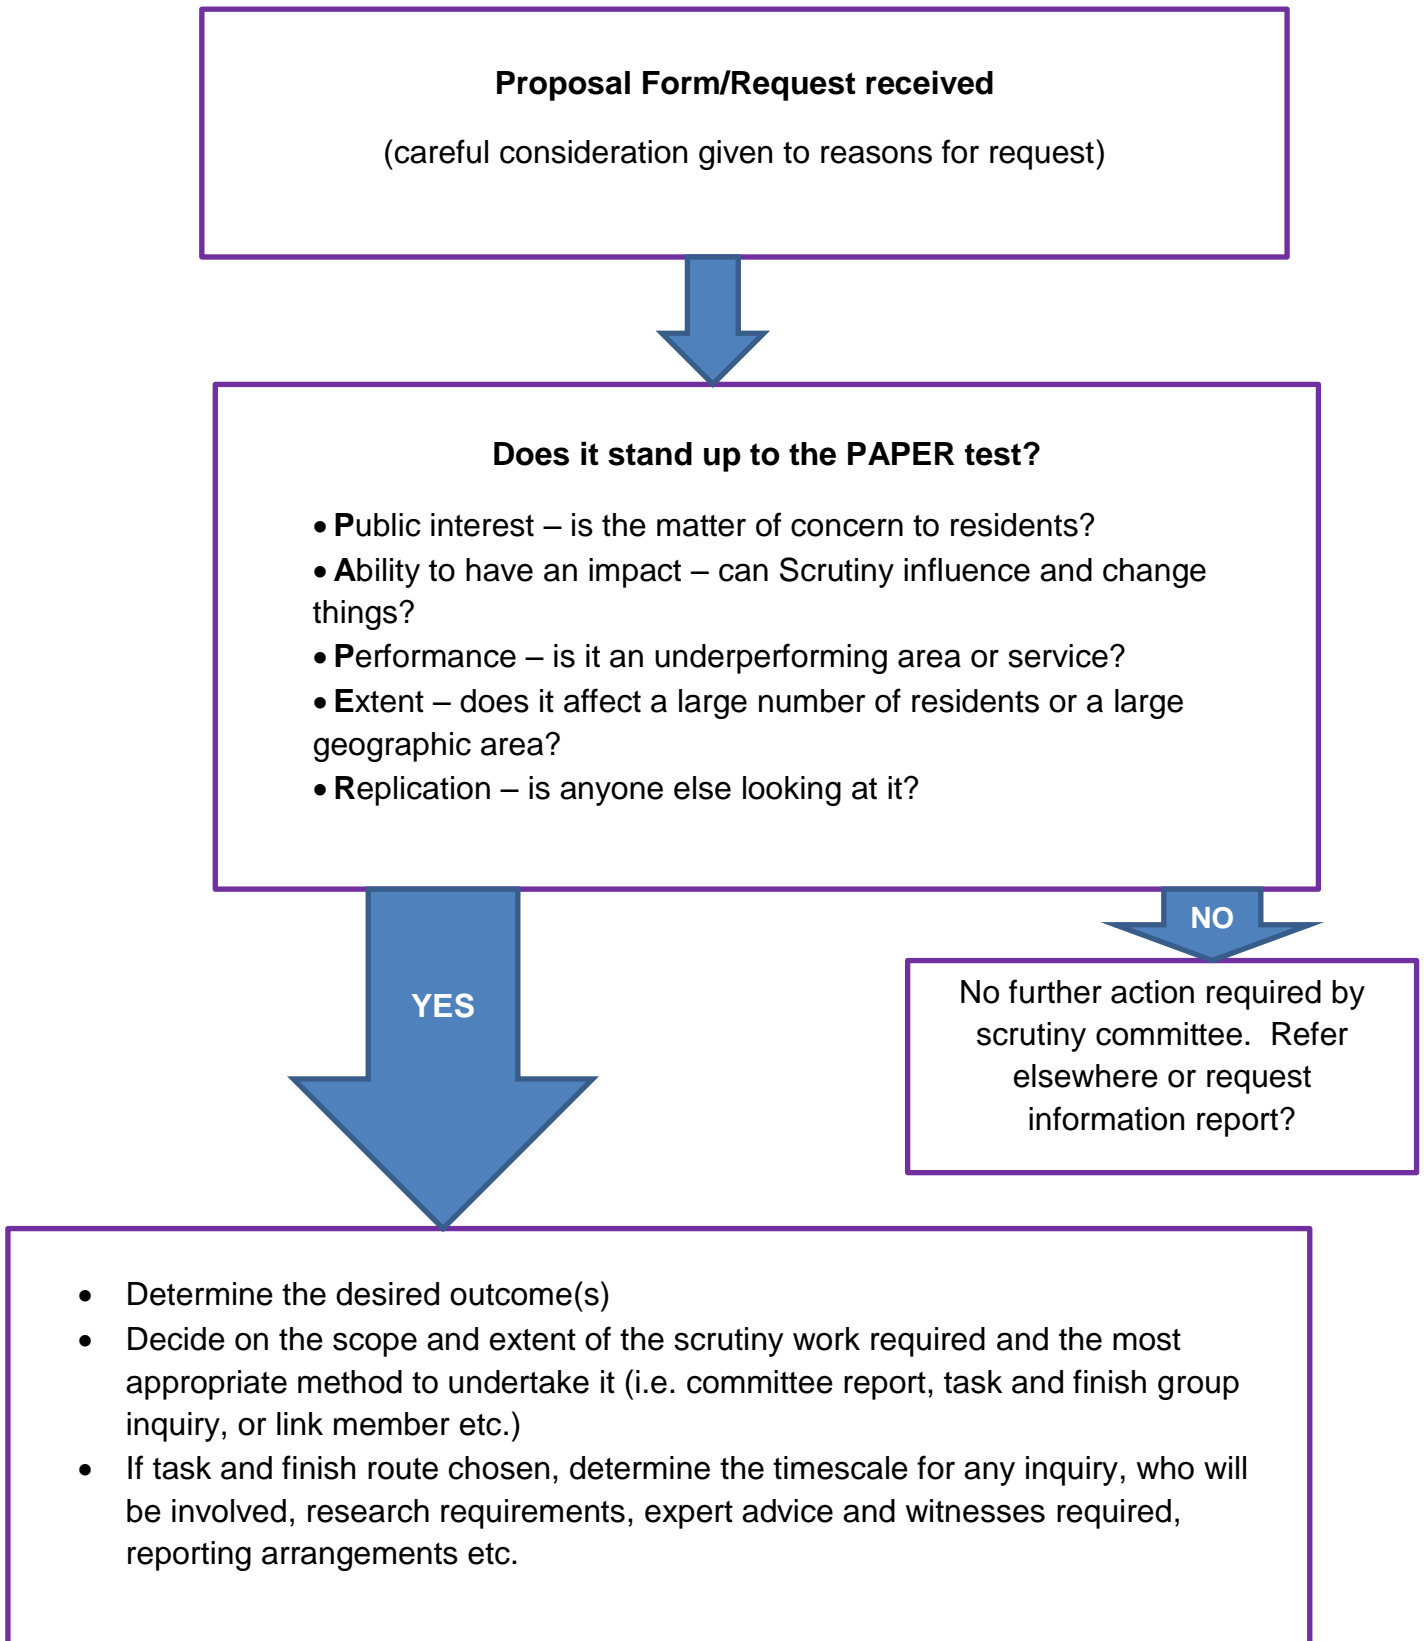 Proposal Form/Request received
(careful consideration given to reasons for request)
Does it stand up to the PAPER test?
• Public interest – is the matter of concern to residents?
• Ability to have an impact – can Scrutiny influence and change
things?
• Performance – is it an underperforming area or service?
• Extent – does it affect a large number of residents or a large
geographic area?
• Replication – is anyone else looking at it?
NO
YES
No further action required by
scrutiny committee.  Refer
elsewhere or request
information report?
• Determine the desired outcome(s)
• Decide on the scope and extent of the scrutiny work required and the most
appropriate method to undertake it (i.e. committee report, task and finish group
inquiry, or link member etc.)
• If task and finish route chosen, determine the timescale for any inquiry, who will
be involved, research requirements, expert advice and witnesses required,
reporting arrangements etc.